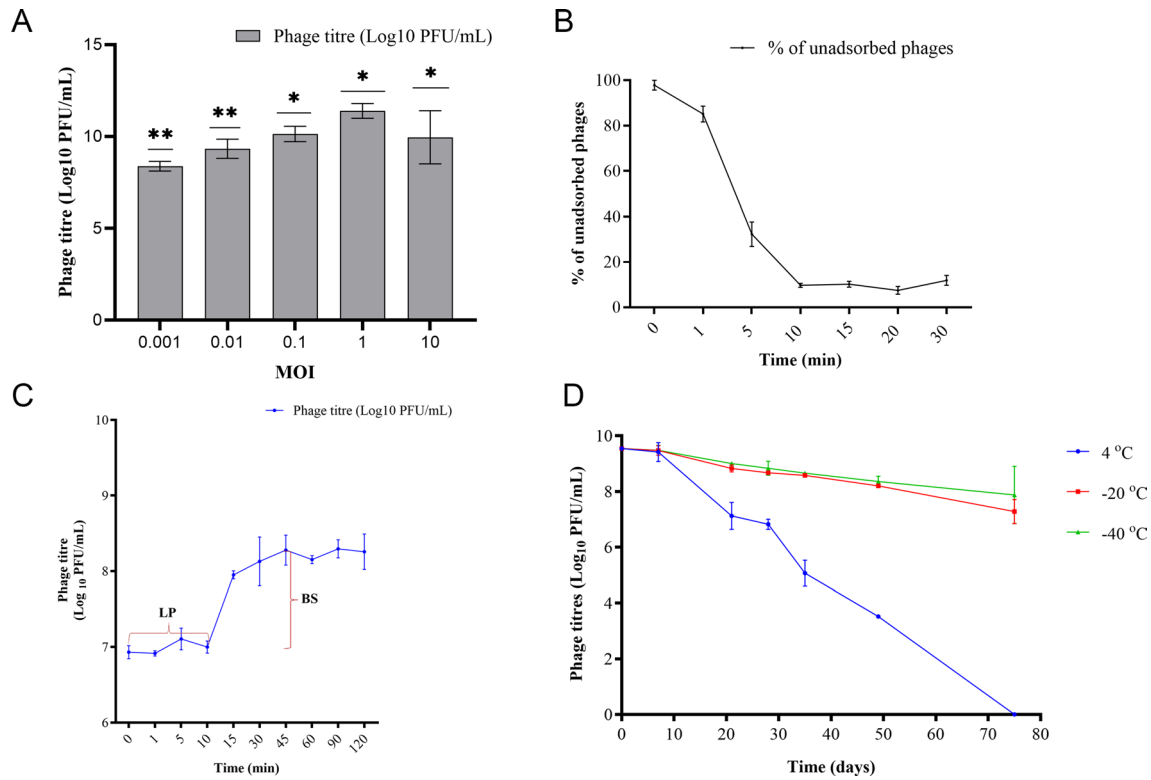 A
Phage titre (Log10 PFU/mL)
Phage titre (Log10 PFU/mL)
15
10
5
0
** ** * * *
0.001 0.01 0.1 1 10
MOI
B
% of unadsorbed phages
% of unadsorbed phages
100
80
60
40
20
0
0 1 5 10 15 20 30
Time (min)
C
Phage titre (Log10 PFU/mL)
Phage titre
(Log 10 PFU/mL)
10
9
8
7
6
LP
BS
0 1 5 10 15 30 45 60 90 120
Time (min)
D
Phage titres (Log10 PFU/mL)
10
8
6
4
2
0
0 10 20 30 40 50 60 70 80
Time (days)
4 °C
-20 °C
-40 °C